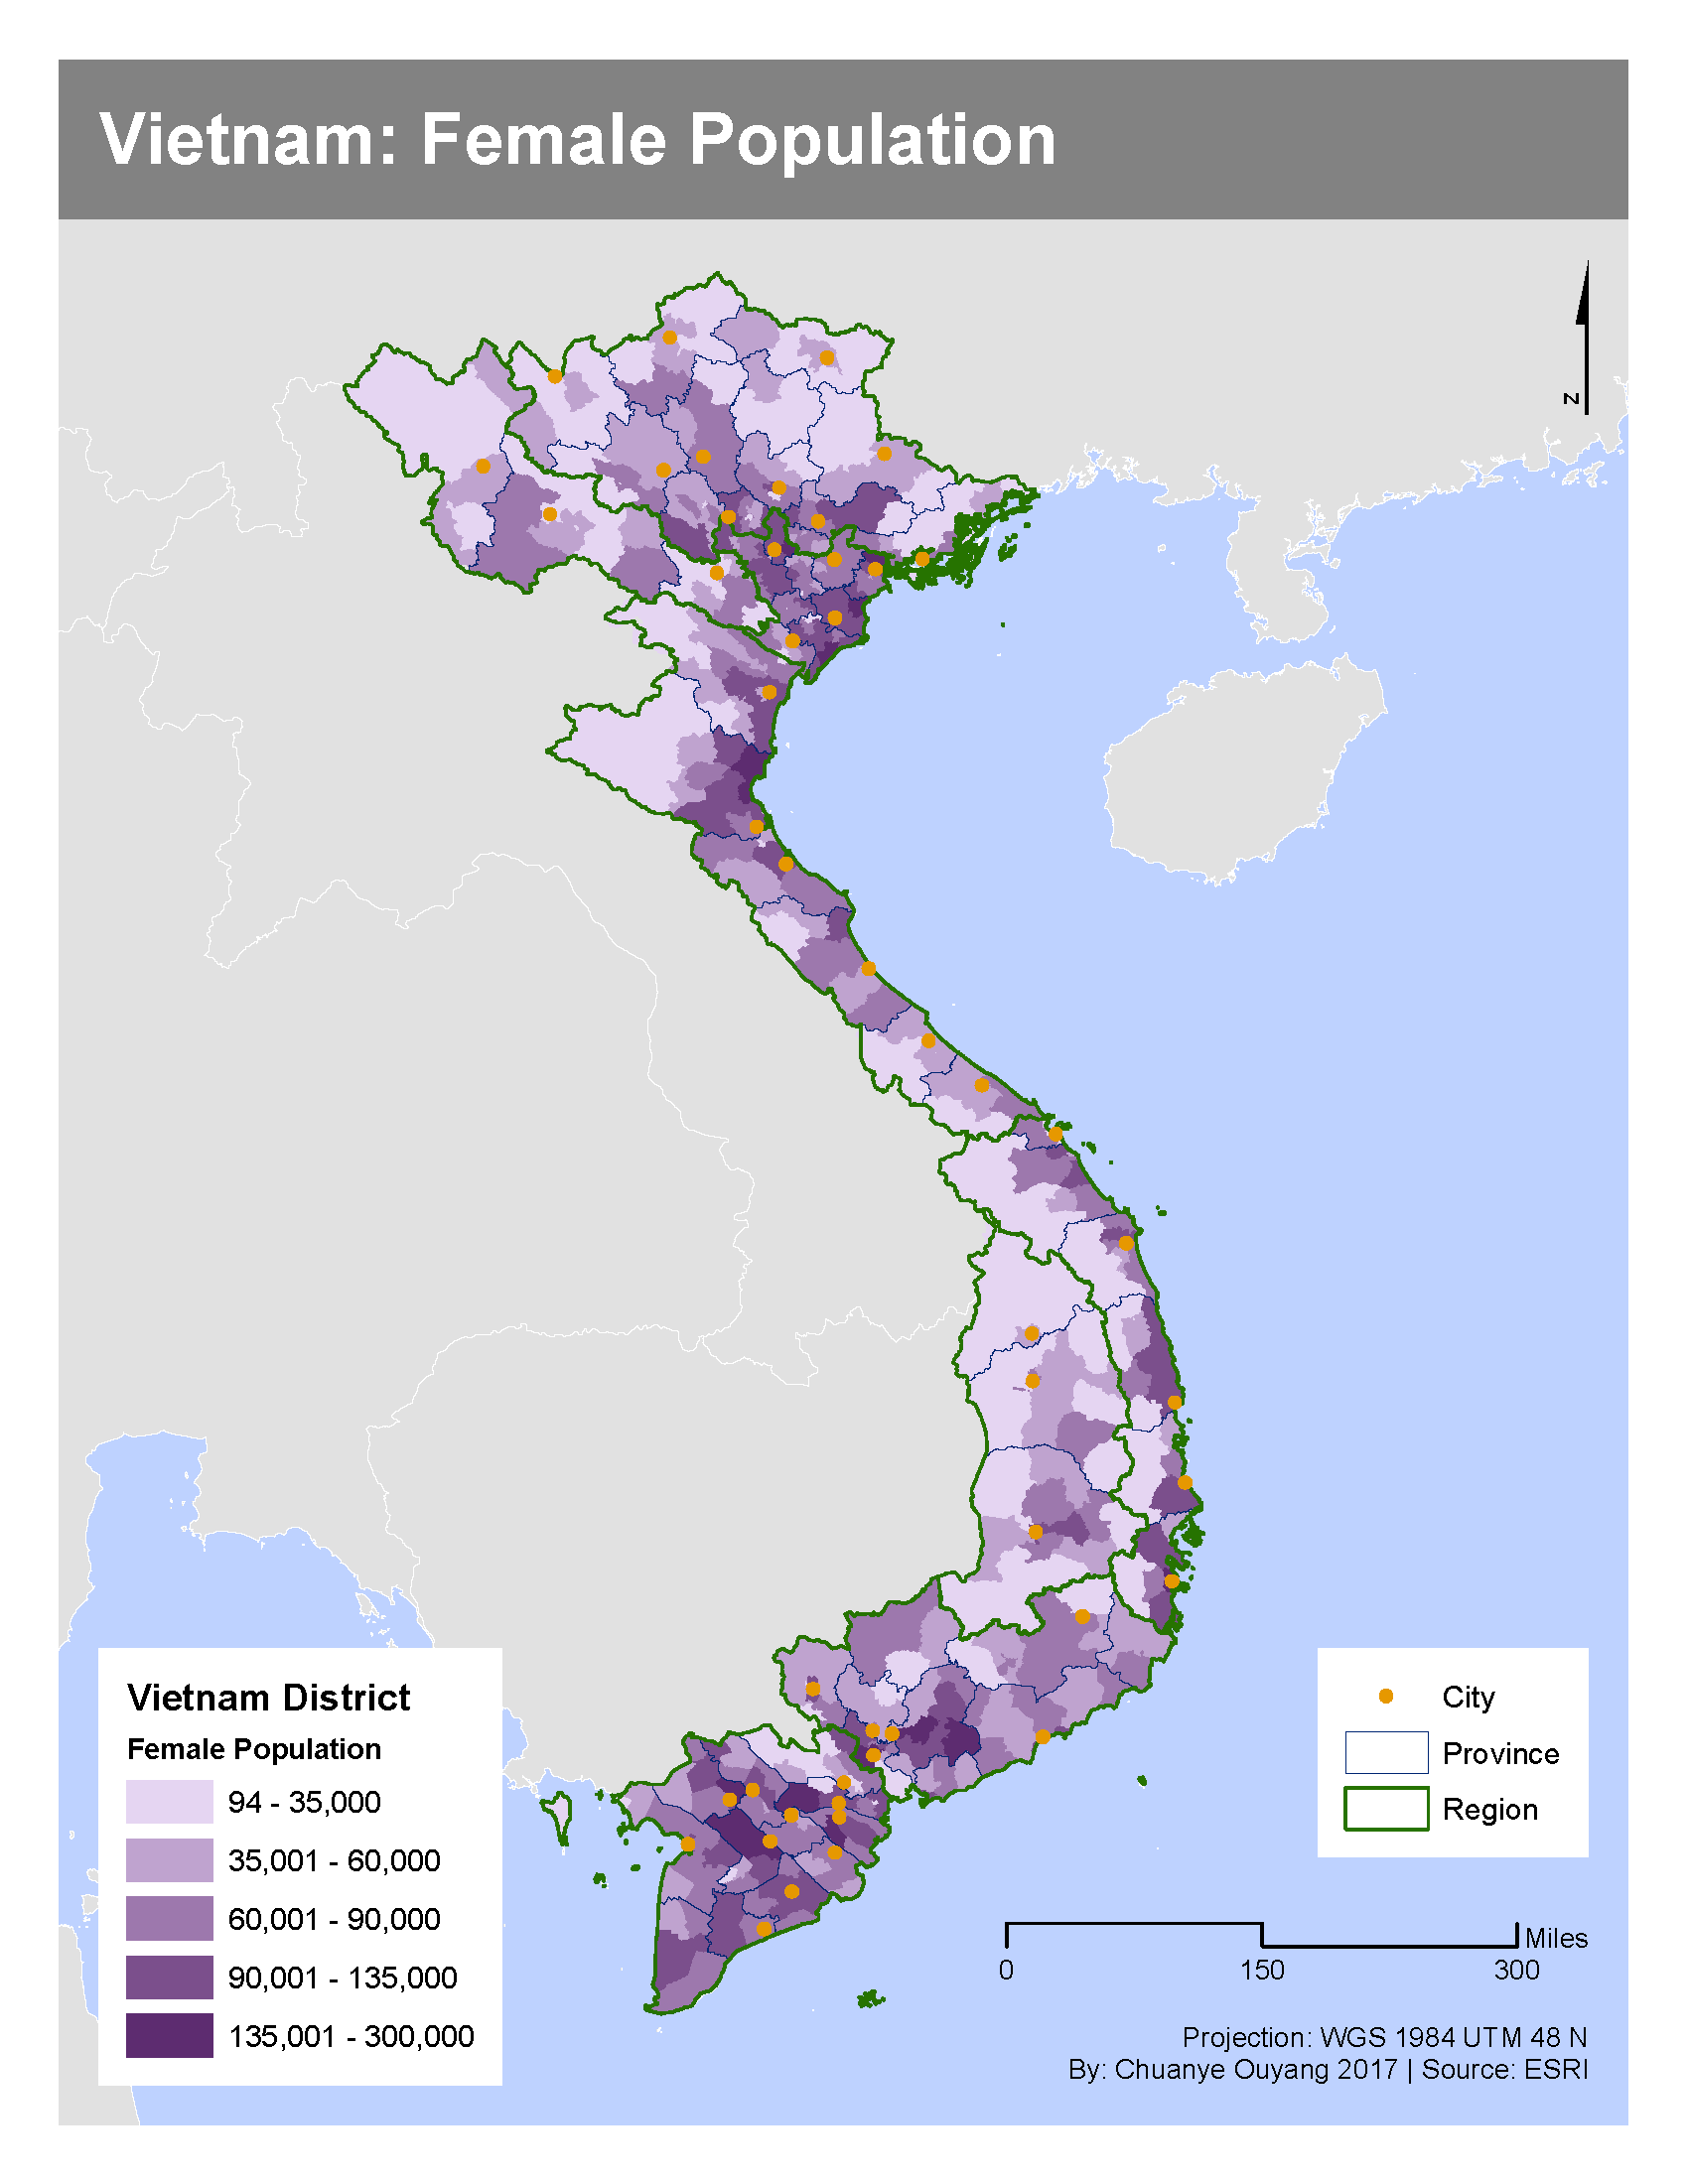 Vietnam: Female Population
N
Vietnam District
Female Population
94 - 35,000
35,001 - 60,000
60,001 - 90,000
90,001 - 135,000
135,001 - 300,000
City
Province
Region
Miles
0 150 300
Projection: WGS 1984 UTM 48 N
By: Chuanye Ouyang 2017 | Source: ESRI